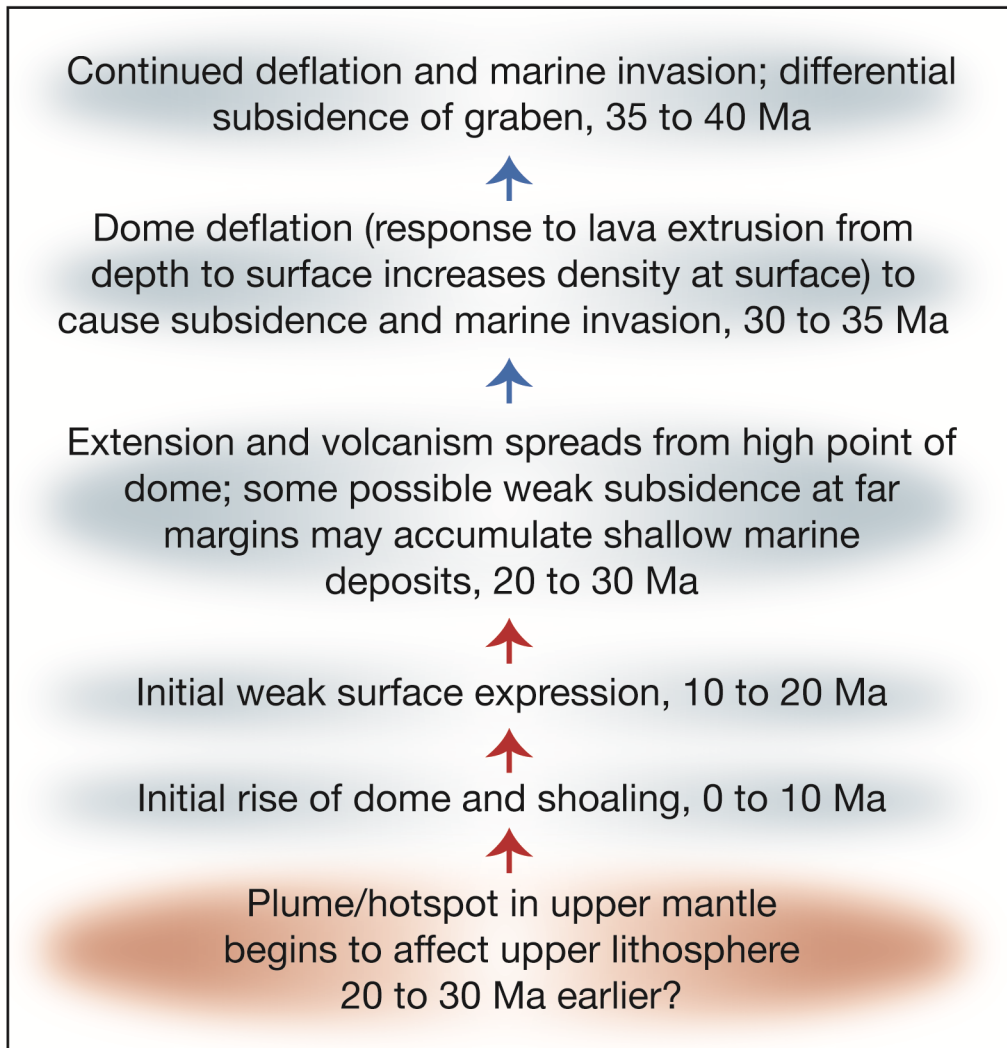 Continued deflation and marine invasion; differential
subsidence of graben, 35 to 40 Ma
Dome deflation (response to lava extrusion from
depth to surface increases density at surface) to
cause subsidence and marine invasion, 30 to 35 Ma
Extension and volcanism spreads from high point of
dome; some possible weak subsidence at far
margins may accumulate shallow marine
deposits, 20 to 30 Ma
Initial weak surface expression, 10 to 20 Ma
Initial rise of dome and shoaling, 0 to 10 Ma
Plume/hotspot in upper mantle
begins to affect upper lithosphere
20 to 30 Ma earlier?